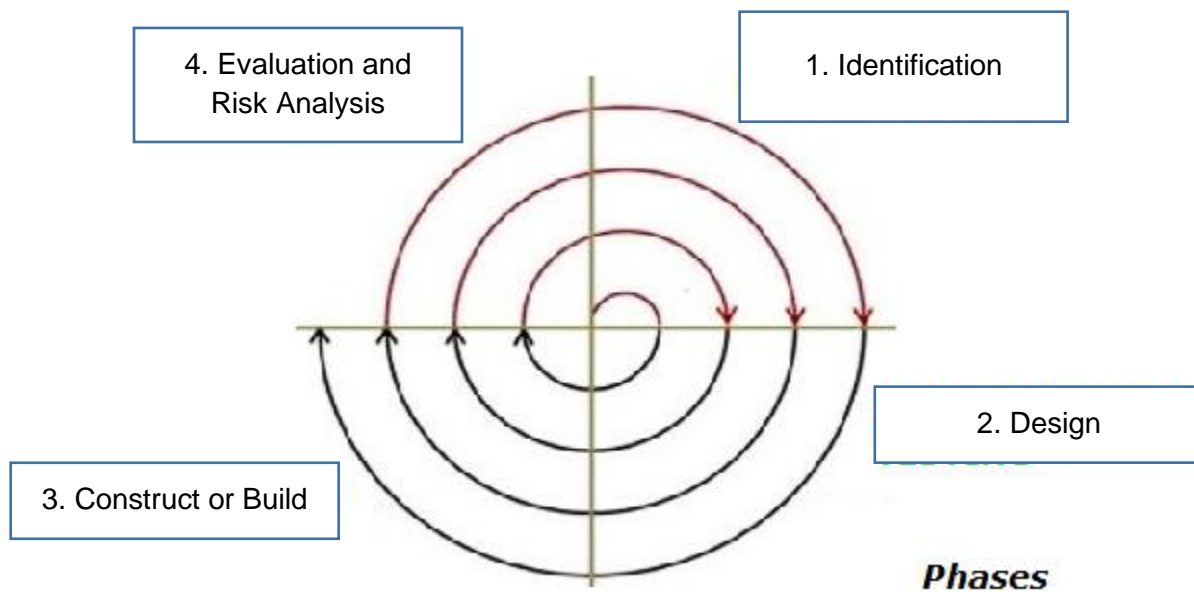 4. Evaluation and
Risk Analysis
1. Identification
2. Design
3. Construct or Build
Phases